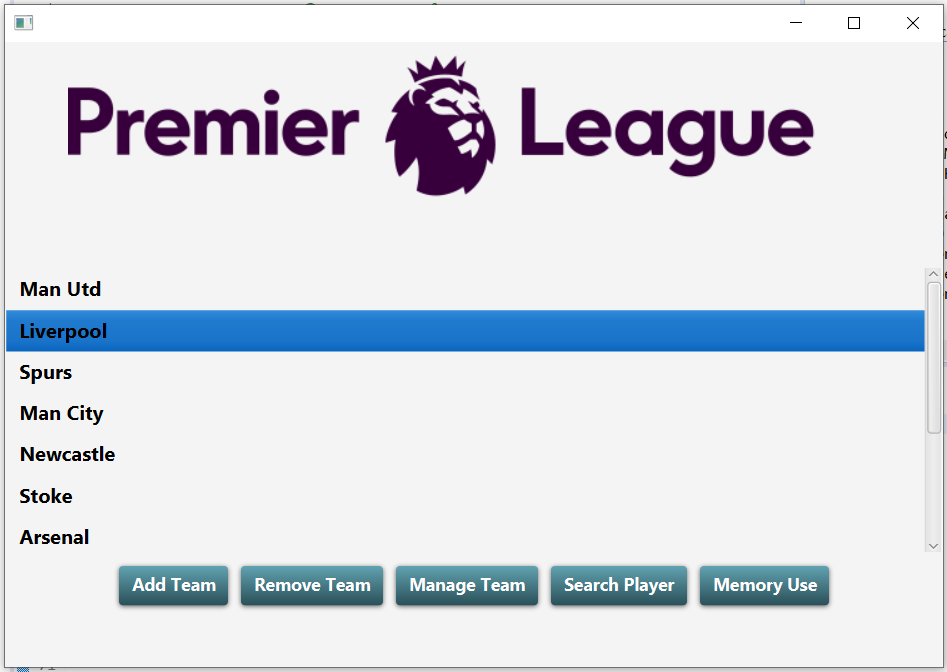 Premier League
Man Utd
Liverpool
Spurs
Man City
Newcastle
Stoke
Arsenal
Add Team Remove Team Manage Team Search Player Memory Use